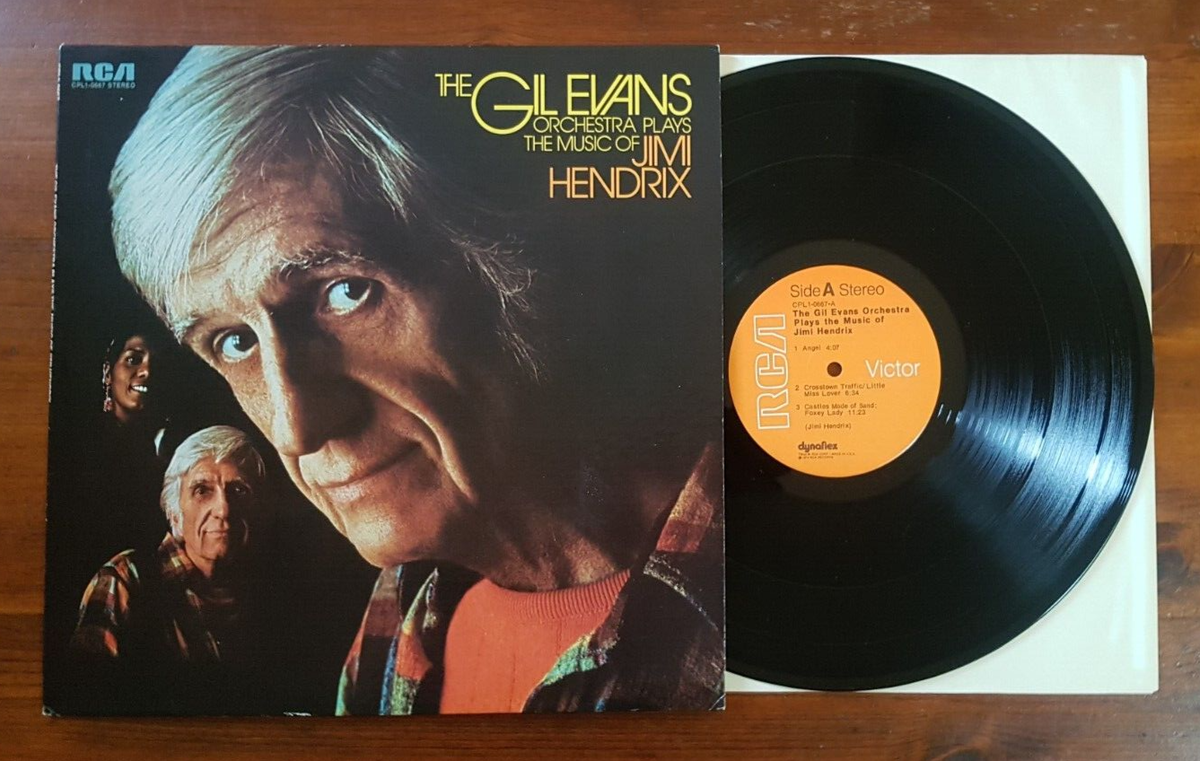 RCA
CPL1-0667 STEREO
THE GIL EVANS
ORCHESTRA PLAYS
THE MUSIC OF JIMI
HENDRIX
Side A Stereo
CPL1-0667-A
The Gil Evans Orchestra
Plays the Music of
Jimi Hendrix
1 Angel 4:07
RCA
Victor
2 Crosstown Traffic/Little
Miss Lover 6:34
3 Castles Made of Sand;
Foxey Lady 11:23
(Jimi Hendrix)
dynaflex